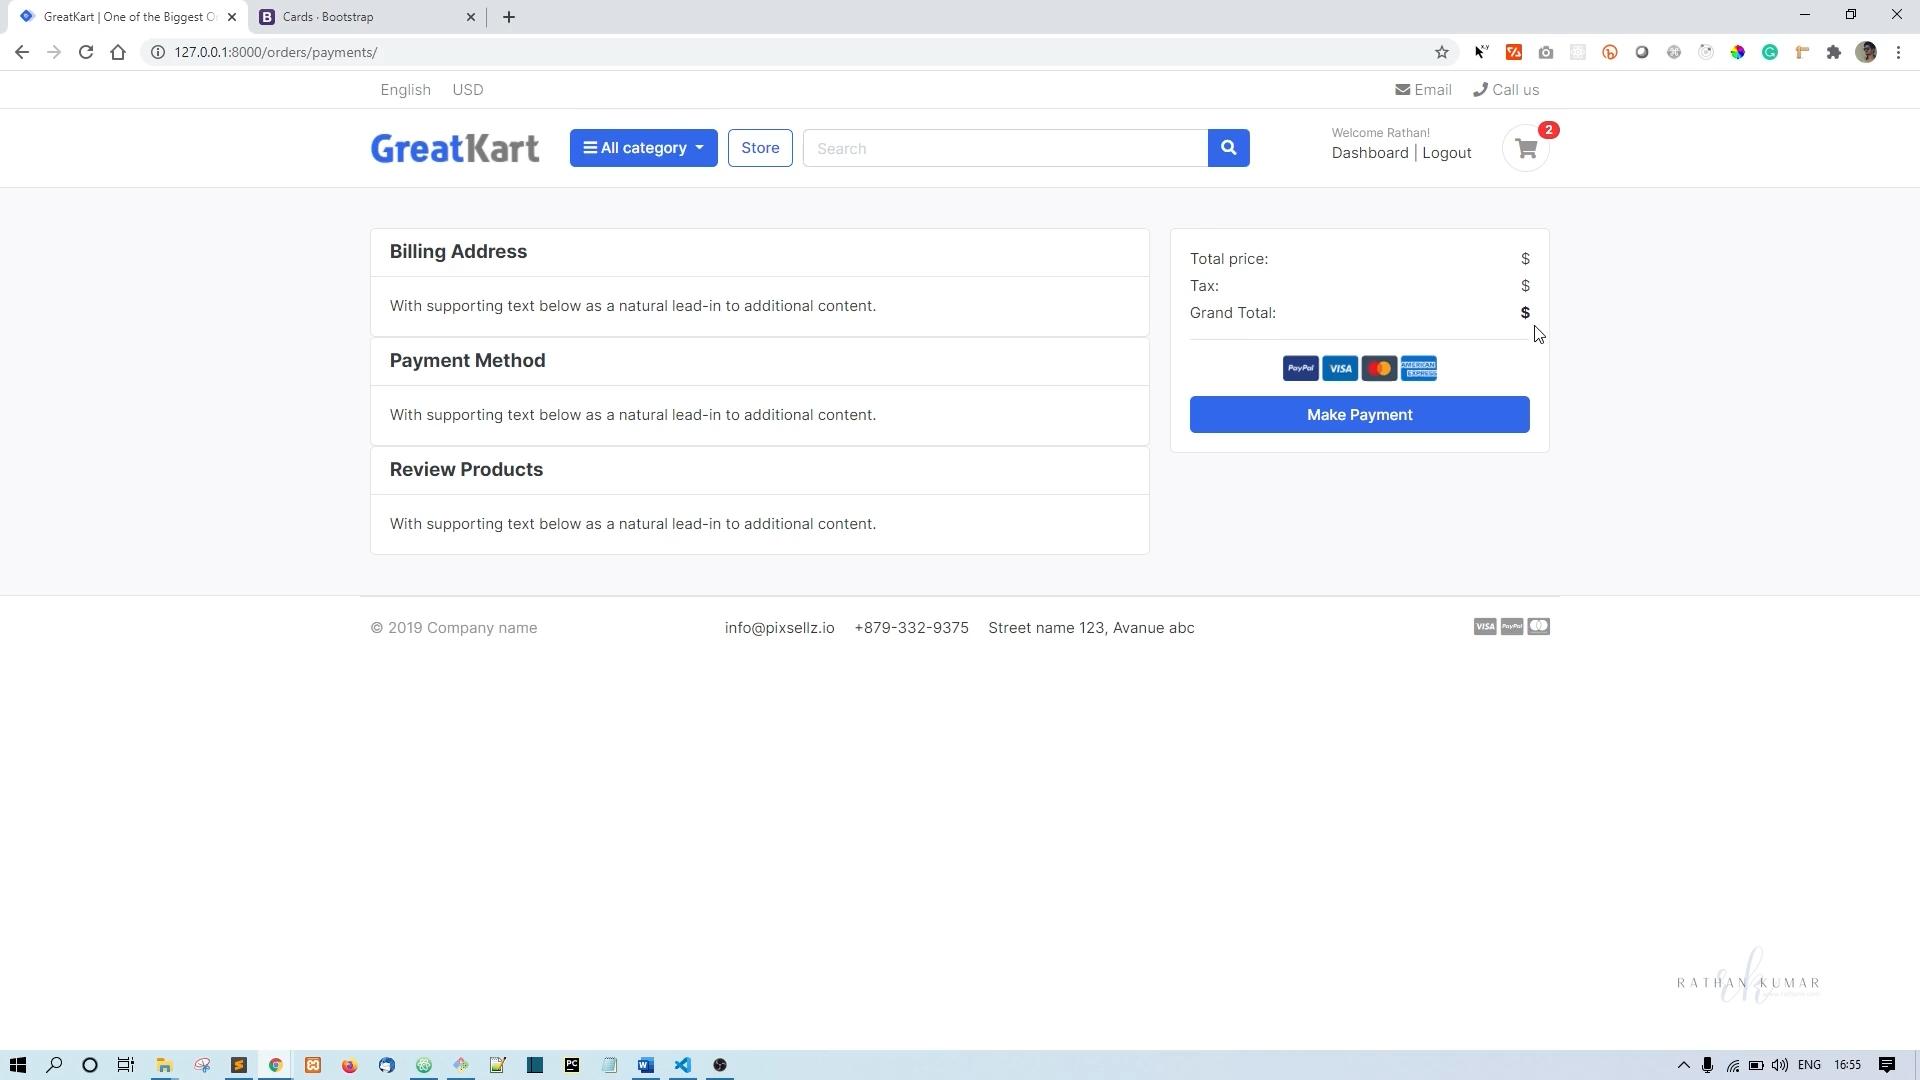 GreatKart | One of the Biggest O
Cards · Bootstrap
127.0.0.1:8000/orders/payments/
English USD
Email Call us
GreatKart
All category
Store
Search
Welcome Rathan!
Dashboard | Logout
2
Billing Address
With supporting text below as a natural lead-in to additional content.
Payment Method
With supporting text below as a natural lead-in to additional content.
Review Products
With supporting text below as a natural lead-in to additional content.
Total price: $
Tax: $
Grand Total: $
PayPal VISA AMERICAN EXPRESS
Make Payment
© 2019 Company name
info@pixsellz.io +879-332-9375 Street name 123, Avanue abc
VISA PayPal
RATHAN KUMAR
ENG 16:55